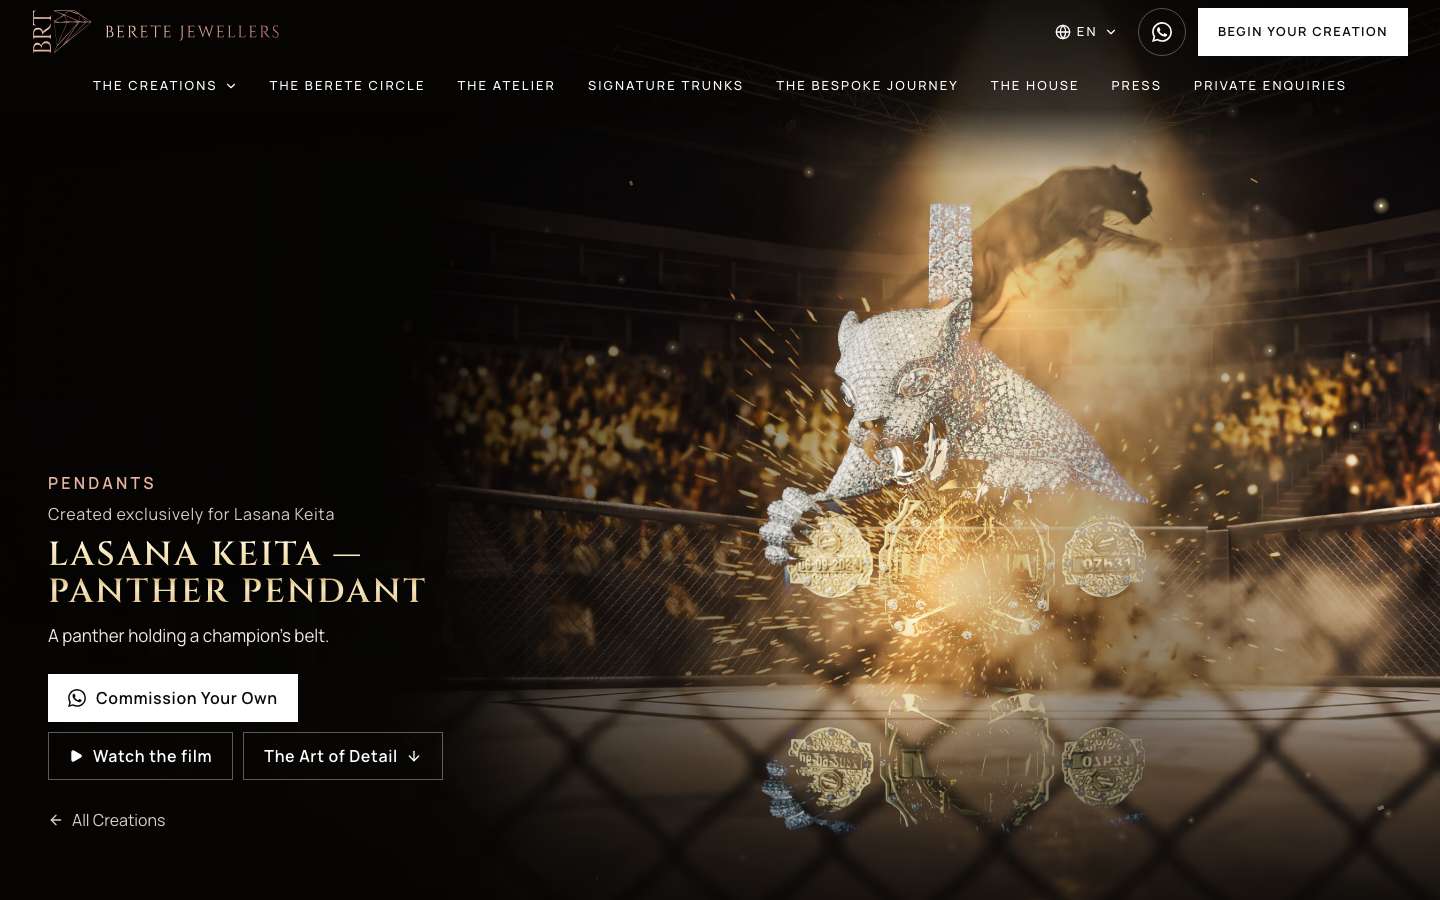 BRT
BERETE JEWELLERS
EN
BEGIN YOUR CREATION
THE CREATIONS
THE BERETE CIRCLE
THE ATELIER
SIGNATURE TRUNKS
THE BESPOKE JOURNEY
THE HOUSE
PRESS
PRIVATE ENQUIRIES
PENDANTS
Created exclusively for Lasana Keita
LASANA KEITA —
PANTHER PENDANT
A panther holding a champion's belt.
Commission Your Own
Watch the film
The Art of Detail
All Creations